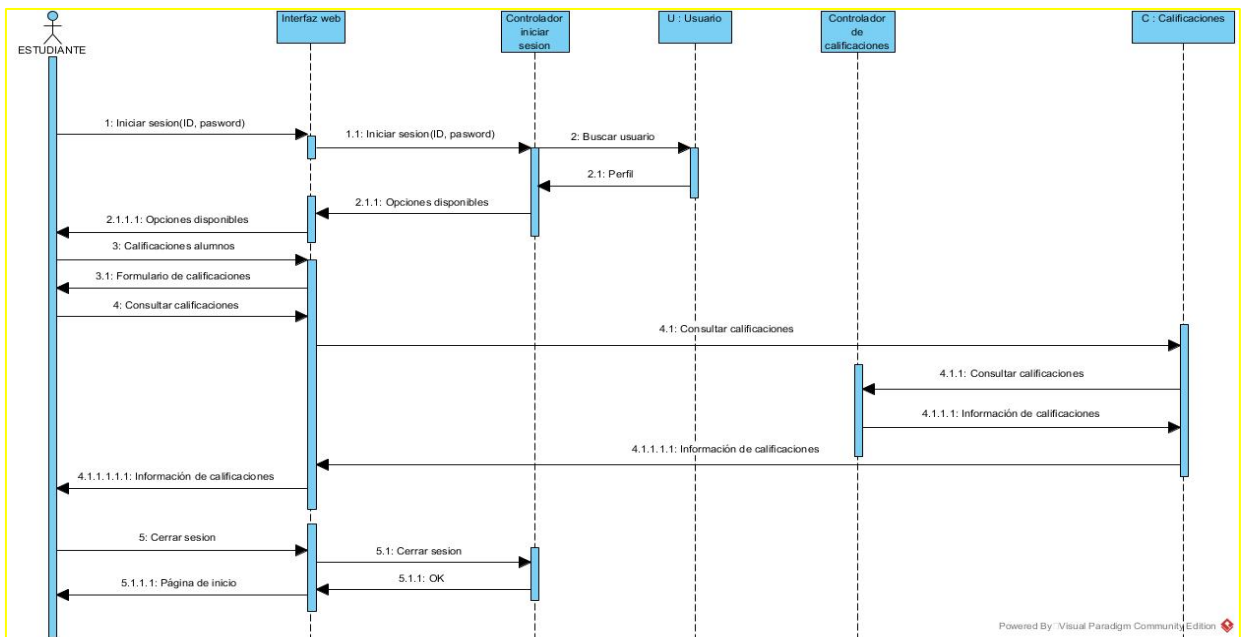 ESTUDIANTE
Interfaz web
Controlador
iniciar
sesion
U : Usuario
Controlador
de
calificaciones
C : Calificaciones
1: Iniciar sesion(ID, pasword)
1.1: Iniciar sesion(ID, pasword)
2: Buscar usuario
2.1: Perfil
2.1.1: Opciones disponibles
2.1.1.1: Opciones disponibles
3: Calificaciones alumnos
3.1: Formulario de calificaciones
4: Consultar calificaciones
4.1: Consultar calificaciones
4.1.1: Consultar calificaciones
4.1.1.1: Información de calificaciones
4.1.1.1.1: Información de calificaciones
4.1.1.1.1.1: Información de calificaciones
5: Cerrar sesion
5.1: Cerrar sesion
5.1.1: OK
5.1.1.1: Página de inicio
Powered By Visual Paradigm Community Edition